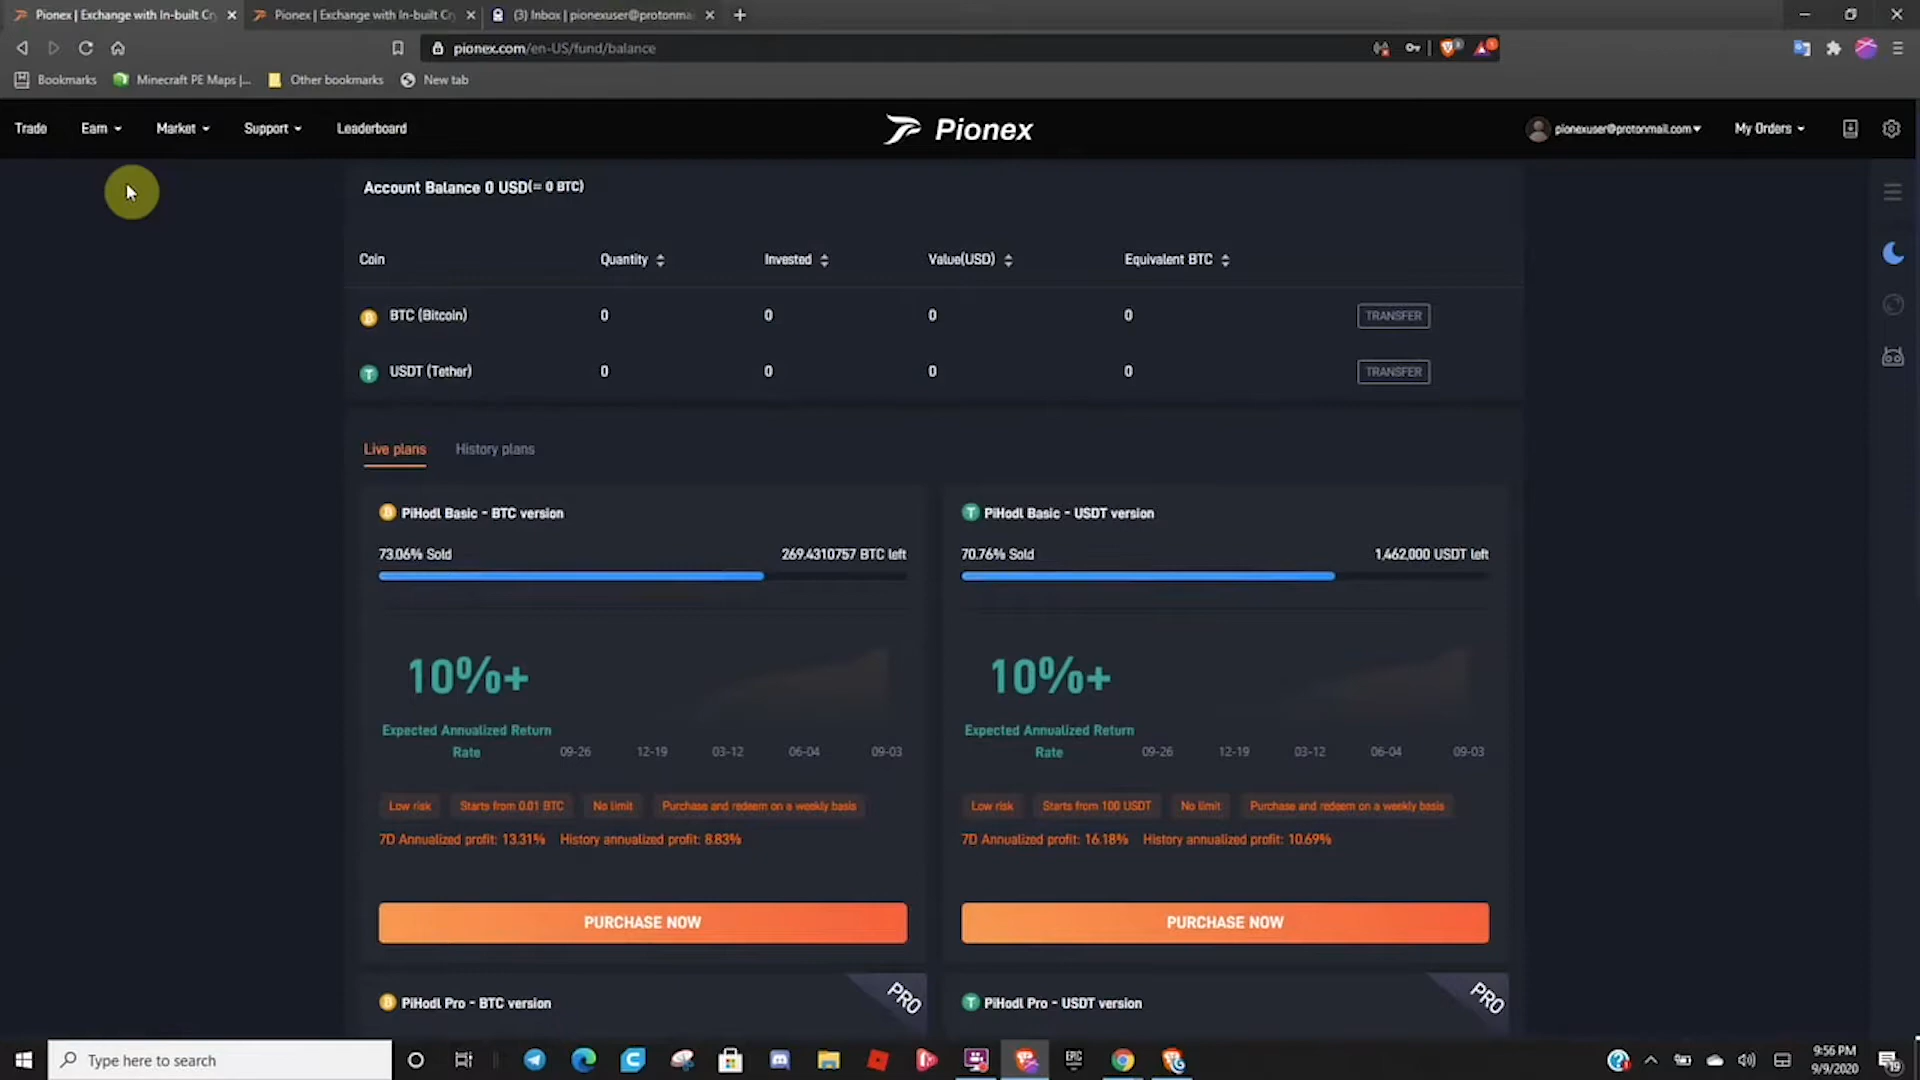 Pionex | Exchange with In-built Cry
Pionex | Exchange with In-built Cry
(3) Inbox | pionexuser@protonmai
pionex.com/en-US/fund/balance
Bookmarks
Minecraft PE Maps |...
Other bookmarks
New tab
Trade
Earn
Market
Support
Leaderboard
Pionex
pionexuser@protonmail.com
My Orders
Account Balance 0 USD(= 0 BTC)
Coin Quantity Invested Value(USD) Equivalent BTC
BTC (Bitcoin) 0 0 0 0 TRANSFER
USDT (Tether) 0 0 0 0 TRANSFER
Live plans History plans
PiHodl Basic - BTC version
73.06% Sold 269.4310757 BTC left
10%+
Expected Annualized Return
Rate
09-26 12-19 03-12 06-04 09-03
Low risk Starts from 0.01 BTC No limit Purchase and redeem on a weekly basis
7D Annualized profit: 13.31% History annualized profit: 8.83%
PURCHASE NOW
PiHodl Basic - USDT version
70.76% Sold 1,462,000 USDT left
10%+
Expected Annualized Return
Rate
09-26 12-19 03-12 06-04 09-03
Low risk Starts from 100 USDT No limit Purchase and redeem on a weekly basis
7D Annualized profit: 16.18% History annualized profit: 10.69%
PURCHASE NOW
PiHodl Pro - BTC version
PRO
PiHodl Pro - USDT version
PRO
Type here to search
EPIC
9:56 PM
9/9/2020
19